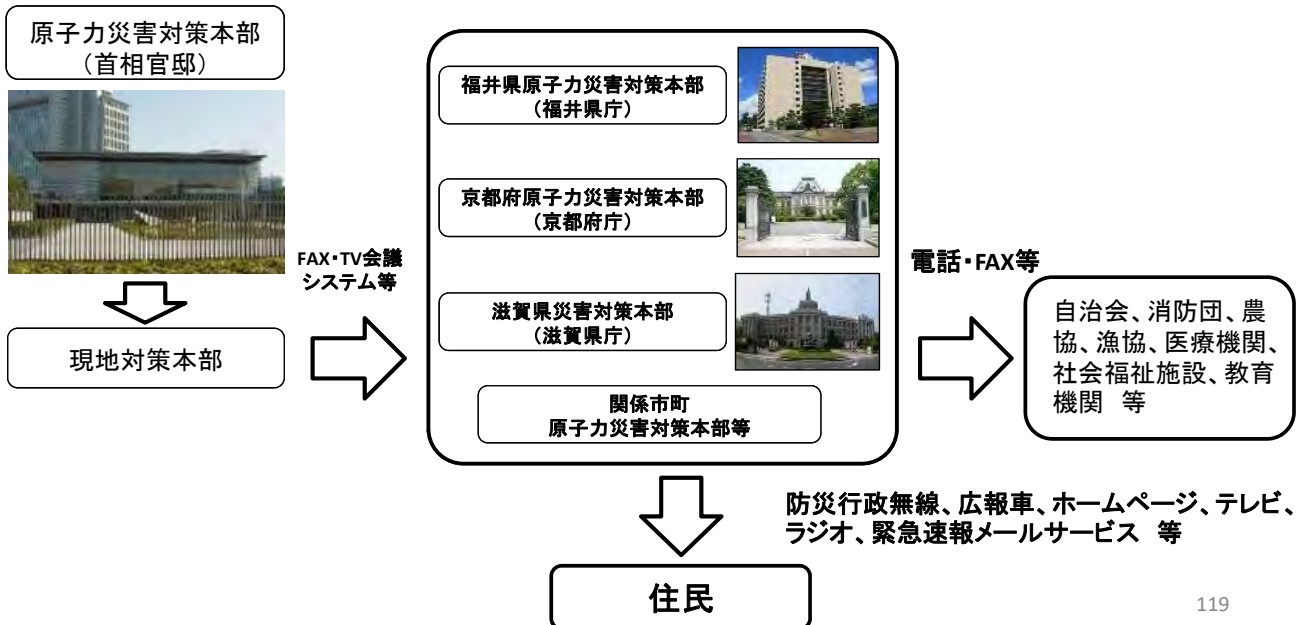 原子力災害対策本部
（首相官邸）
現地対策本部
FAX・TV会議
システム等
福井県原子力災害対策本部
（福井県庁）
京都府原子力災害対策本部
（京都府庁）
滋賀県災害対策本部
（滋賀県庁）
関係市町
原子力災害対策本部等
電話・FAX等
自治会、消防団、農
協、漁協、医療機関、
社会福祉施設、教育
機関　等
防災行政無線、広報車、ホームページ、テレビ、
ラジオ、緊急速報メールサービス　等
住民
119